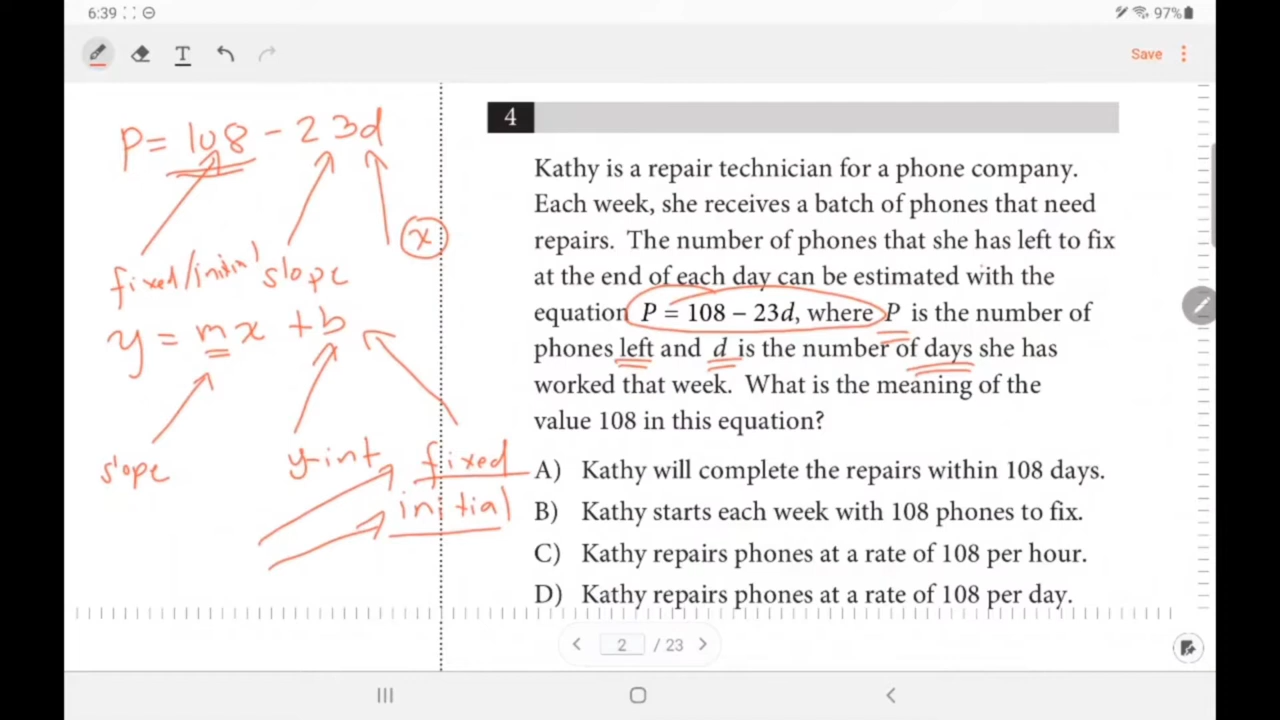 6:39
97%
T
Save
P = 108 - 23d
x
fixed/initial slope
y = mx + b
slope
y-int
fixed
initial
4
Kathy is a repair technician for a phone company.
Each week, she receives a batch of phones that need
repairs. The number of phones that she has left to fix
at the end of each day can be estimated with the
equation P = 108 – 23d, where P is the number of
phones left and d is the number of days she has
worked that week. What is the meaning of the
value 108 in this equation?
A) Kathy will complete the repairs within 108 days.
B) Kathy starts each week with 108 phones to fix.
C) Kathy repairs phones at a rate of 108 per hour.
D) Kathy repairs phones at a rate of 108 per day.
2 / 23